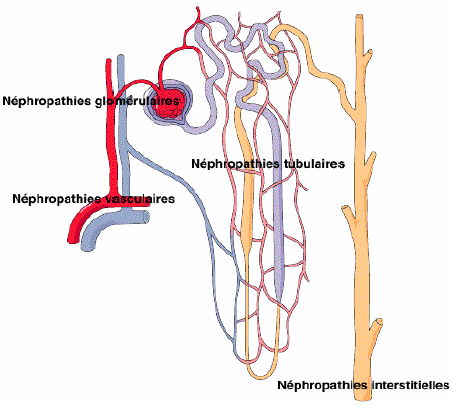 Néphropathies glomérulaires
Néphropathies tubulaires
Néphropathies vasculaires
Néphropathies interstitielles